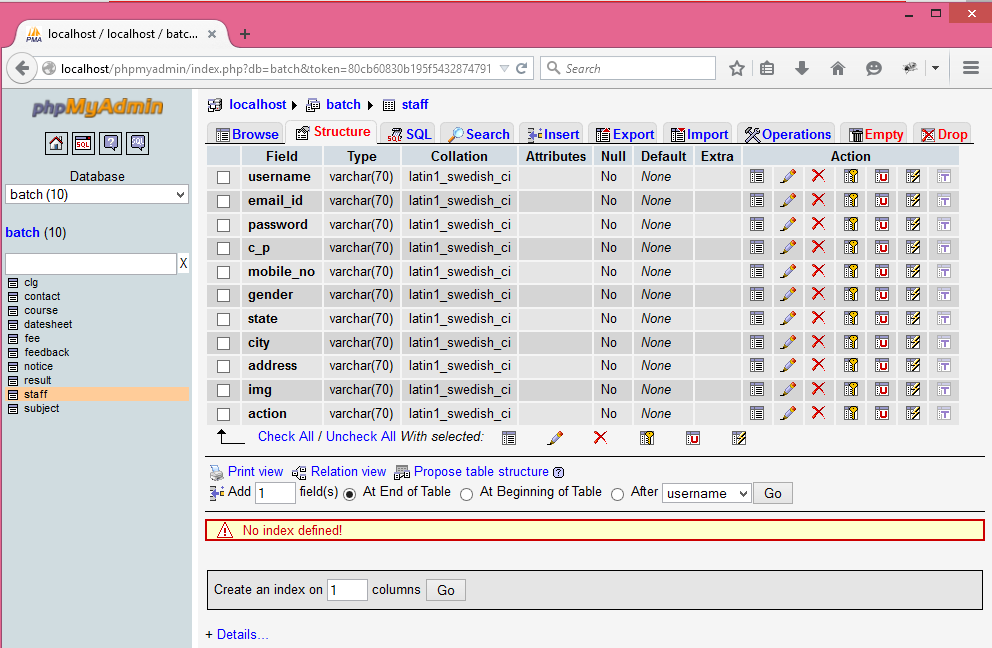 localhost / localhost / batc...
localhost/phpmyadmin/index.php?db=batch&token=80cb60830b195f5432874791
Search
phpMyAdmin
Database
batch (10)
batch (10)
X
clg
contact
course
datesheet
fee
feedback
notice
result
staff
subject
localhost batch staff
Browse Structure SQL Search Insert Export Import Operations Empty Drop
Field Type Collation Attributes Null Default Extra Action
username varchar(70) latin1_swedish_ci No None
email_id varchar(70) latin1_swedish_ci No None
password varchar(70) latin1_swedish_ci No None
c_p varchar(70) latin1_swedish_ci No None
mobile_no varchar(70) latin1_swedish_ci No None
gender varchar(70) latin1_swedish_ci No None
state varchar(70) latin1_swedish_ci No None
city varchar(70) latin1_swedish_ci No None
address varchar(70) latin1_swedish_ci No None
img varchar(70) latin1_swedish_ci No None
action varchar(70) latin1_swedish_ci No None
Check All / Uncheck All With selected:
Print view Relation view Propose table structure
Add 1 field(s) At End of Table At Beginning of Table After username Go
No index defined!
Create an index on 1 columns Go
+ Details...